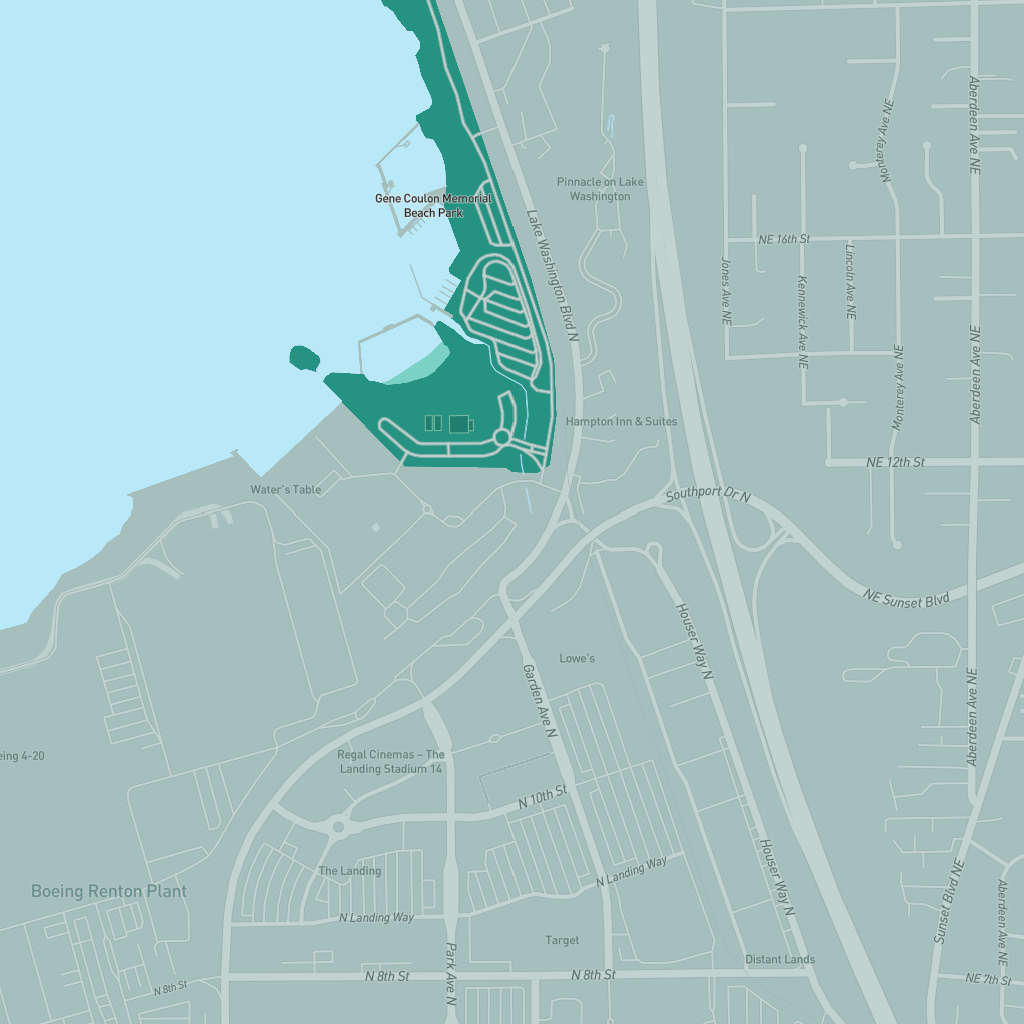 Aberdeen Ave NE
Monterey Ave NE
Pinnacle on Lake
Washington
Gene Coulon Memorial
Beach Park
Lake Washington Blvd N
NE 16th St
Jones Ave NE
Kennewick Ave NE
Lincoln Ave NE
Monterey Ave NE
Aberdeen Ave NE
Hampton Inn & Suites
NE 12th St
Water's Table
Southport Dr N
NE Sunset Blvd
Houser Way N
Lowe's
Garden Ave N
Aberdeen Ave NE
eing 4-20
Regal Cinemas – The
Landing Stadium 14
N 10th St
The Landing
Boeing Renton Plant
N Landing Way
Houser Way N
N Landing Way
Sunset Blvd NE
Aberdeen Ave NE
Target
Distant Lands
Park Ave N
N 8th St
N 8th St
N 8th St
NE 7th St